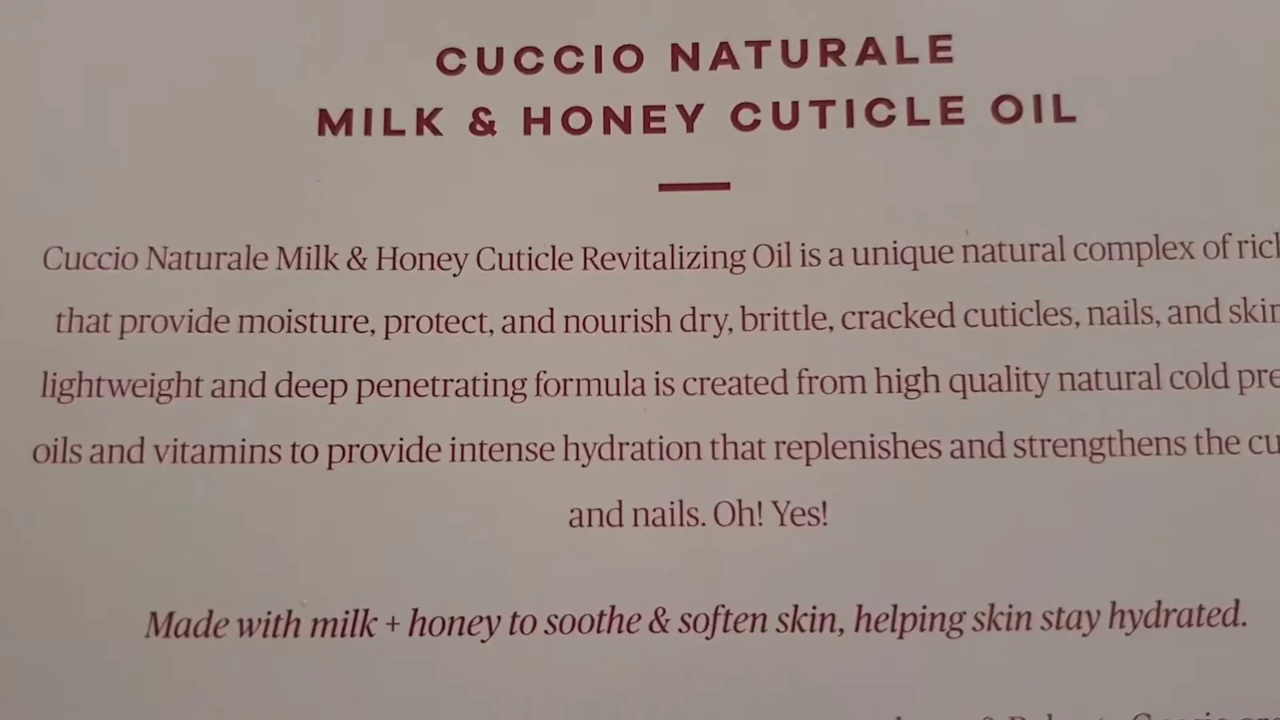 CUCCIO NATURALE
MILK & HONEY CUTICLE OIL
Cuccio Naturale Milk & Honey Cuticle Revitalizing Oil is a unique natural complex of
that provide moisture, protect, and nourish dry, brittle, cracked cuticles, nails, and
lightweight and deep penetrating formula is created from high quality natural cold
oils and vitamins to provide intense hydration that replenishes and strengthens the
and nails. Oh! Yes!
Made with milk + honey to soothe & soften skin, helping skin stay hydrated.